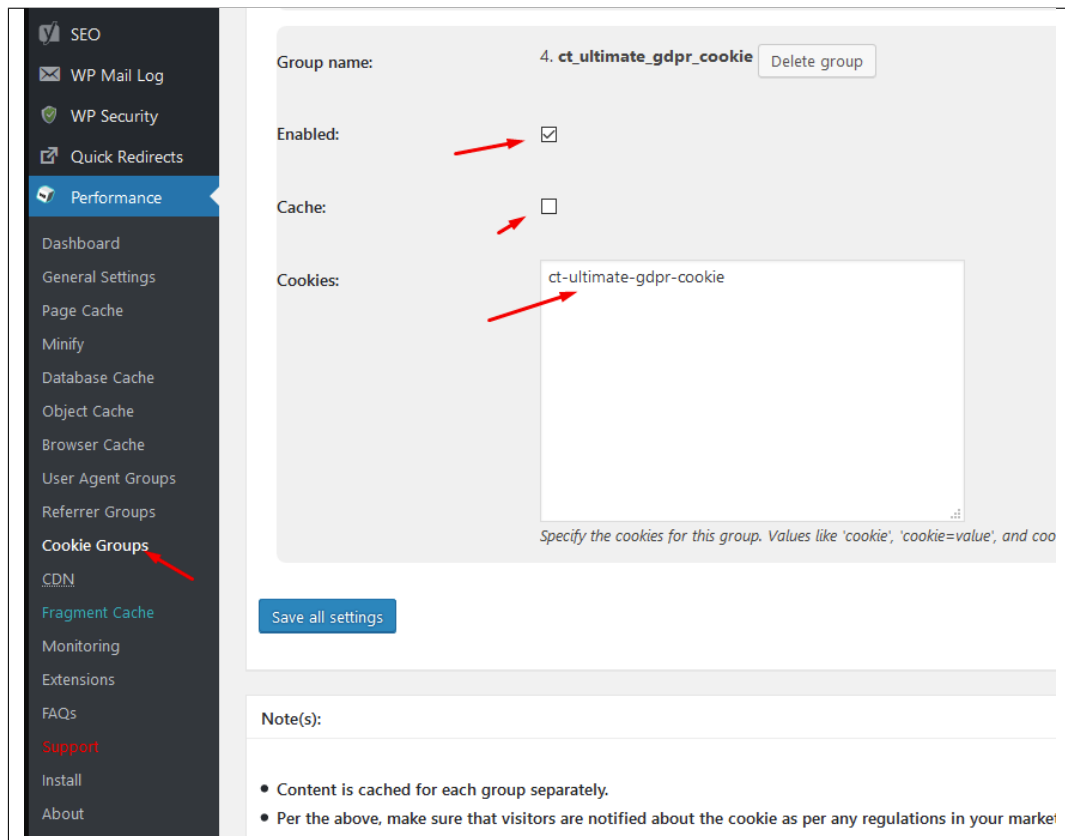 SEO
WP Mail Log
WP Security
Quick Redirects
Performance
Dashboard
General Settings
Page Cache
Minify
Database Cache
Object Cache
Browser Cache
User Agent Groups
Referrer Groups
Cookie Groups
CDN
Fragment Cache
Monitoring
Extensions
FAQs
Support
Install
About
Group name:
4. ct_ultimate_gdpr_cookie
Delete group
Enabled:
Cache:
Cookies:
ct-ultimate-gdpr-cookie
Specify the cookies for this group. Values like 'cookie', 'cookie=value', and coo
Save all settings
Note(s):
Content is cached for each group separately.
Per the above, make sure that visitors are notified about the cookie as per any regulations in your market